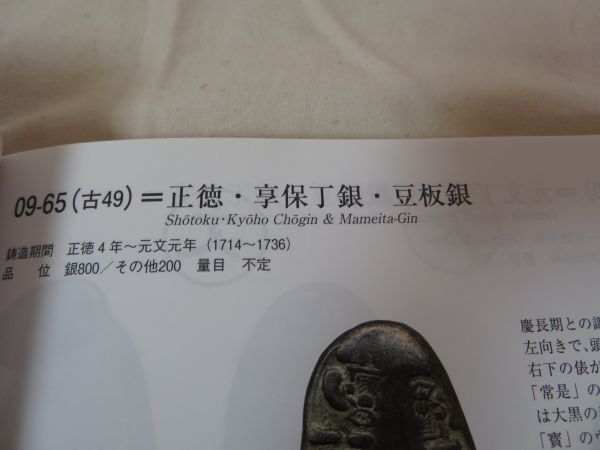 09-65(古49)＝正徳・享保丁銀・豆板銀
Shōtoku・Kyōho Chōgin & Mameita-Gin
鋳造期間　正徳4年～元文元年（1714～1736）
品　位　銀800／その他200　量目　不定
慶長期との
左向きで、頭
右下の俵が
「常是」の
は大黒の
「寶」の